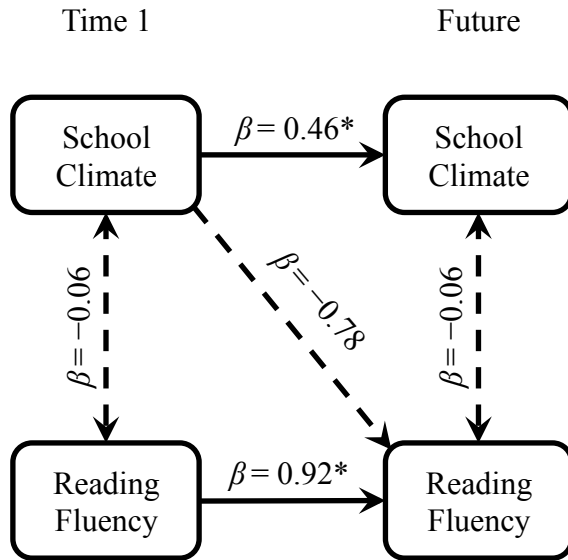 Time 1
Future
School
Climate
β = 0.46*
School
Climate
β = −0.06
β = −0.78
β = −0.06
Reading
Fluency
β = 0.92*
Reading
Fluency